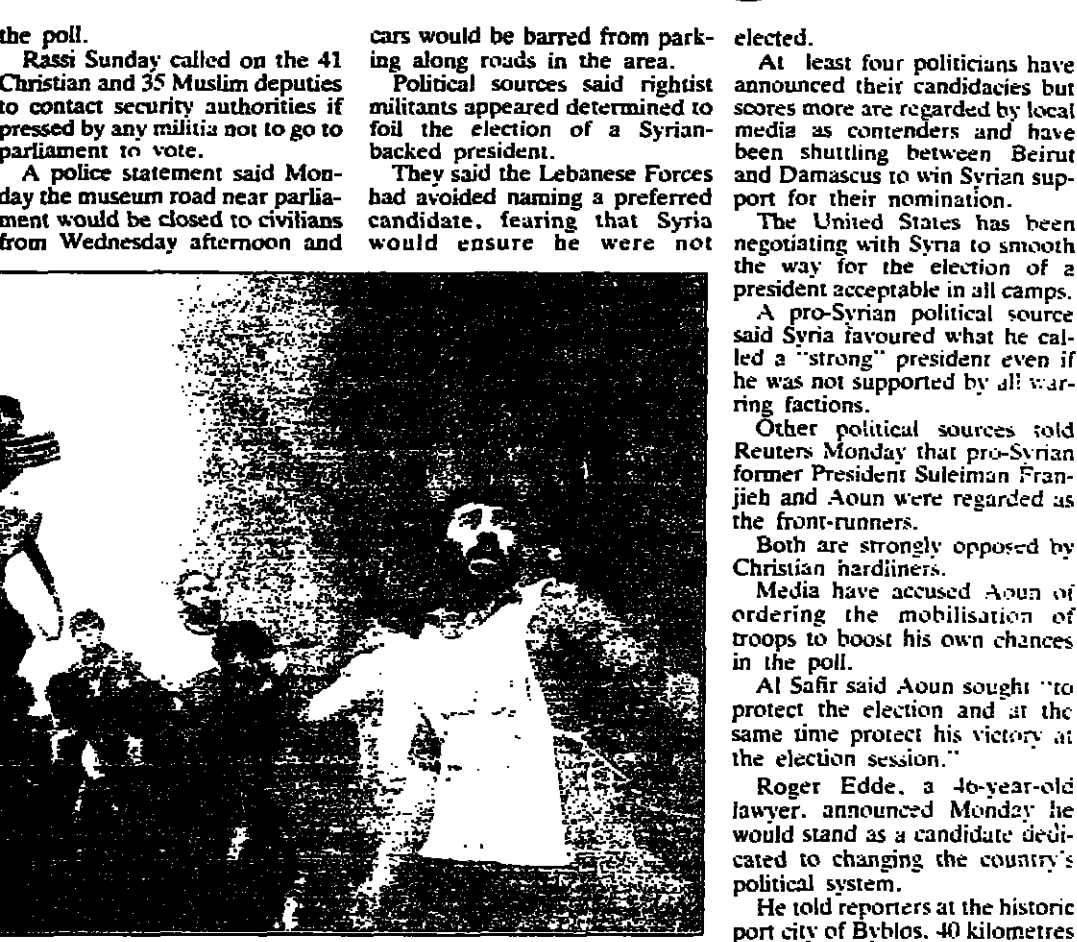 the poll.
Rassi Sunday called on the 41
Christian and 35 Muslim deputies
to contact security authorities if
pressed by any militia not to go to
parliament to vote.
A police statement said Mon-
day the museum road near parlia-
ment would be closed to civilians
from Wednesday afternoon and
cars would be barred from park-
ing along roads in the area.
Political sources said rightist
militants appeared determined to
foil the election of a Syrian-
backed president.
They said the Lebanese Forces
had avoided naming a preferred
candidate, fearing that Syria
would ensure he were not
elected.
At least four politicians have
announced their candidacies but
scores more are regarded by local
media as contenders and have
been shuttling between Beirut
and Damascus to win Syrian sup-
port for their nomination.
The United States has been
negotiating with Syria to smooth
the way for the election of a
president acceptable in all camps.
A pro-Syrian political source
said Syria favoured what he cal-
led a "strong" president even if
he was not supported by all war-
ring factions.
Other political sources told
Reuters Monday that pro-Syrian
former President Suleiman Fran-
jieh and Aoun were regarded as
the front-runners.
Both are strongly opposed by
Christian hardliners.
Media have accused Aoun of
ordering the mobilisation of
troops to boost his own chances
in the poll.
Al Safir said Aoun sought "to
protect the election and at the
same time protect his victory at
the election session."
Roger Edde, a 46-year-old
lawyer, announced Monday he
would stand as a candidate dedi-
cated to changing the country's
political system.
He told reporters at the historic
port city of Byblos, 40 kilometres